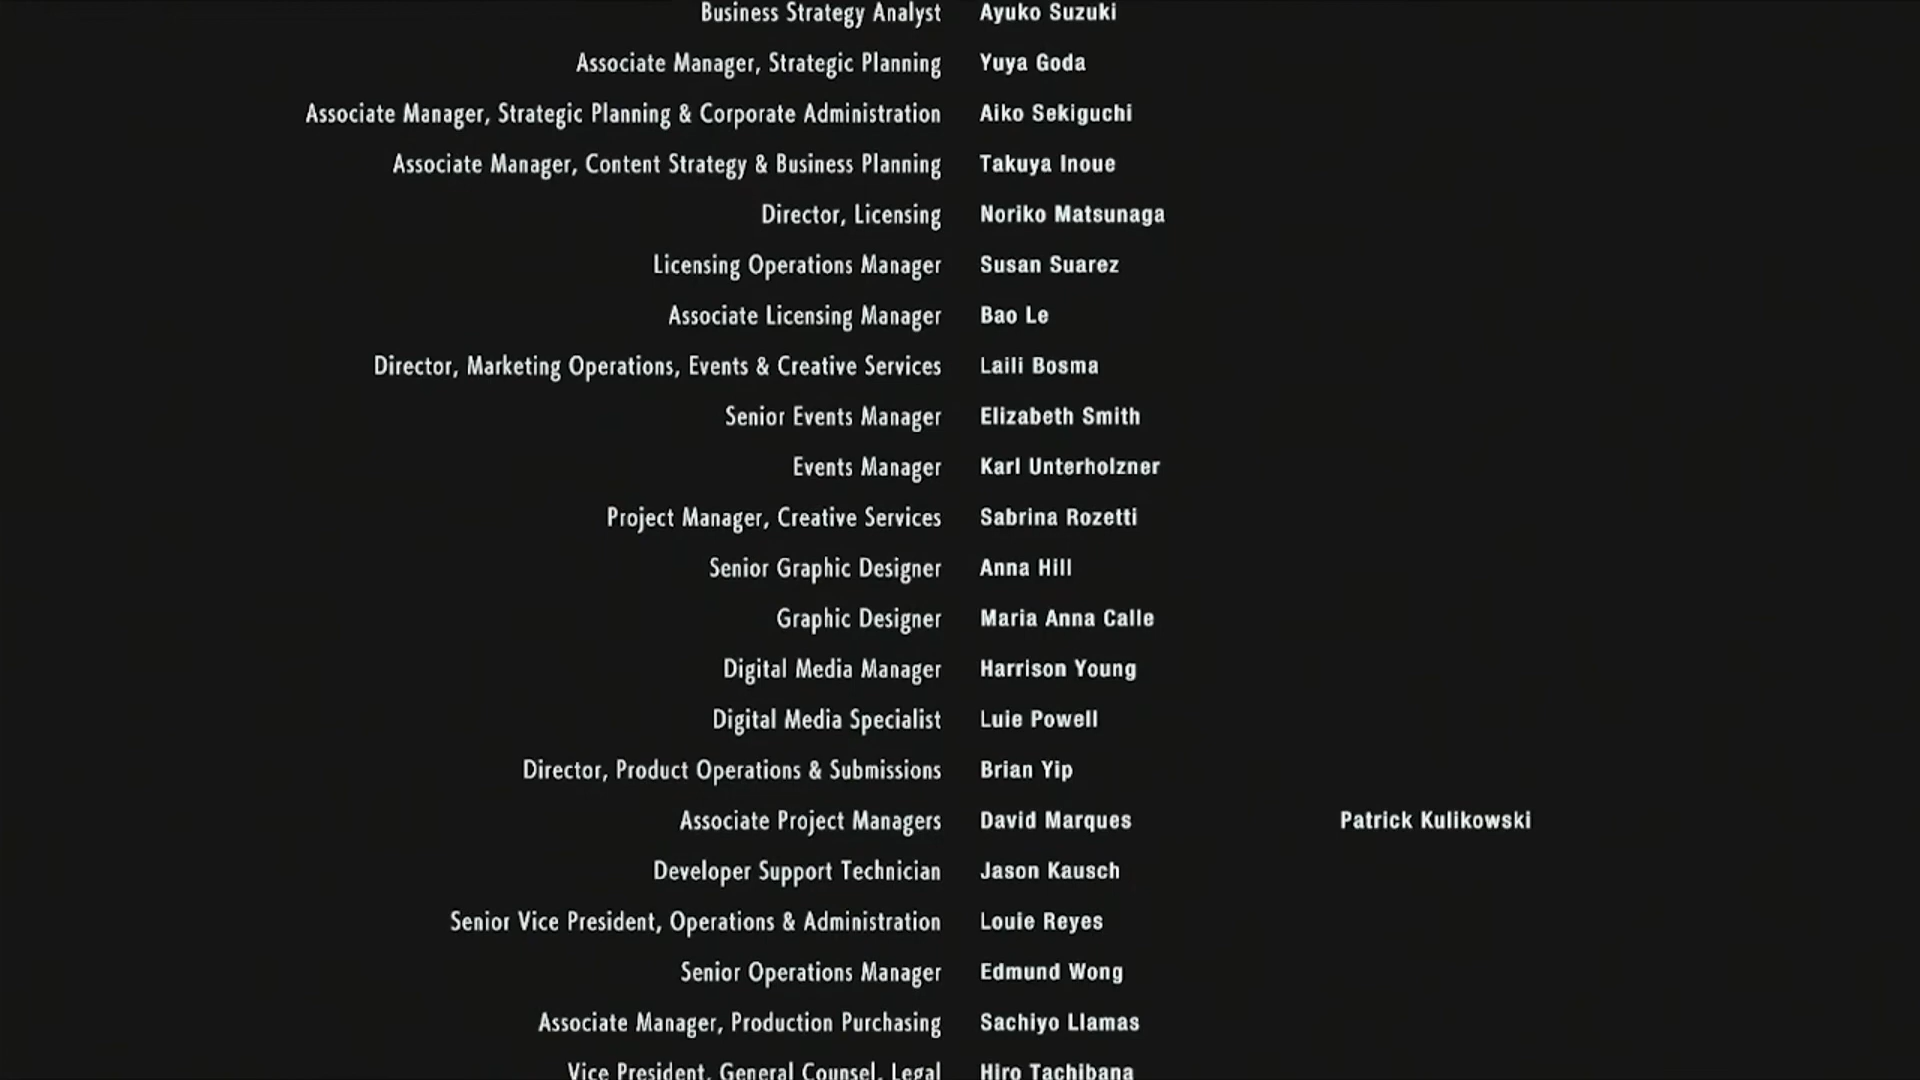 Business Strategy Analyst Ayuko Suzuki
Associate Manager, Strategic Planning Yuya Goda
Associate Manager, Strategic Planning & Corporate Administration Aiko Sekiguchi
Associate Manager, Content Strategy & Business Planning Takuya Inoue
Director, Licensing Noriko Matsunaga
Licensing Operations Manager Susan Suarez
Associate Licensing Manager Bao Le
Director, Marketing Operations, Events & Creative Services Laili Bosma
Senior Events Manager Elizabeth Smith
Events Manager Karl Unterholzner
Project Manager, Creative Services Sabrina Rozetti
Senior Graphic Designer Anna Hill
Graphic Designer Maria Anna Calle
Digital Media Manager Harrison Young
Digital Media Specialist Luie Powell
Director, Product Operations & Submissions Brian Yip
Associate Project Managers David Marques Patrick Kulikowski
Developer Support Technician Jason Kausch
Senior Vice President, Operations & Administration Louie Reyes
Senior Operations Manager Edmund Wong
Associate Manager, Production Purchasing Sachiyo Llamas
Vice President, General Counsel, Legal Hiro Tachibana